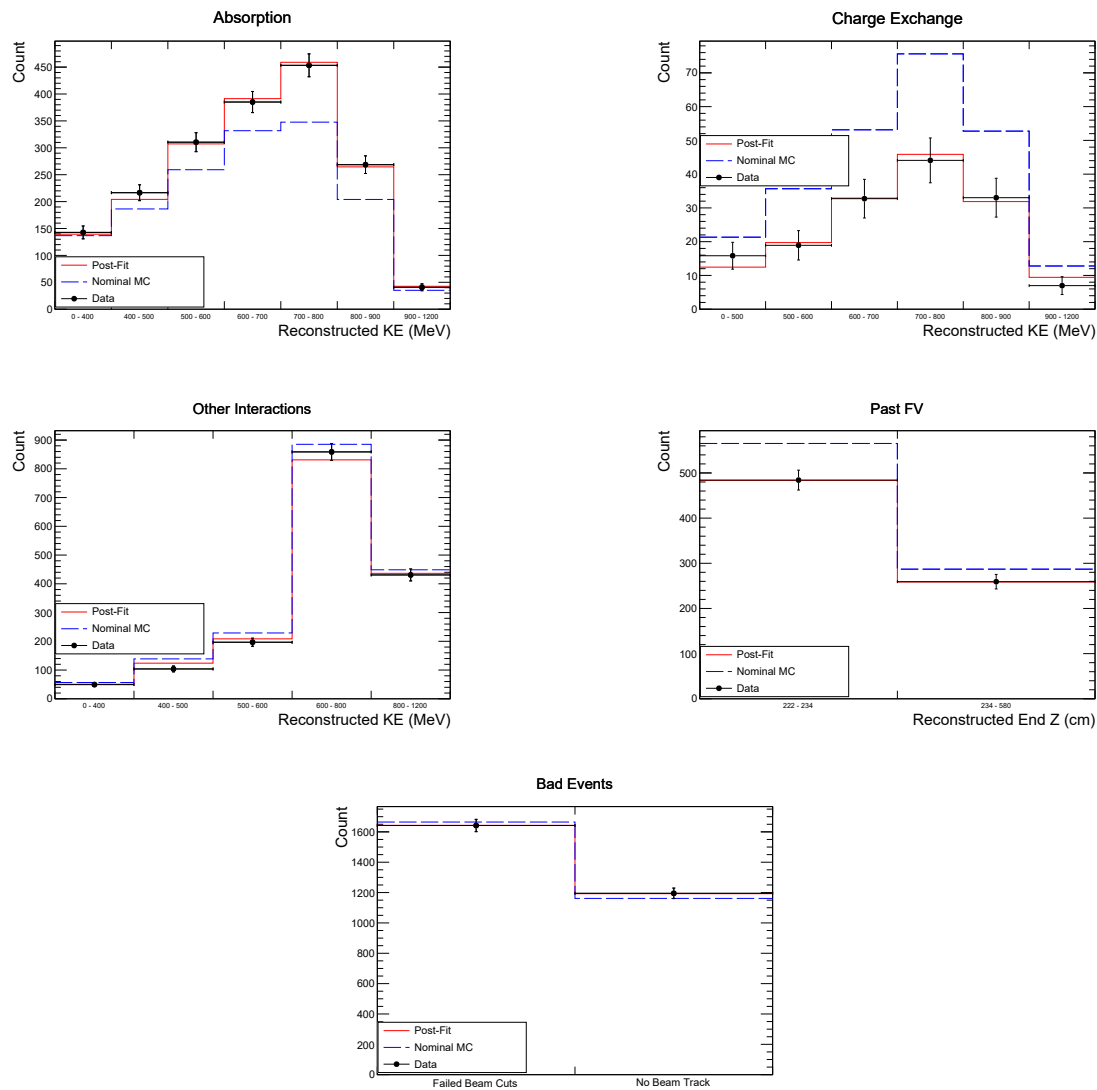 Absorption
Count
450
400
350
300
250
200
150
100
50
0
Post-Fit
Nominal MC
Data
0 - 400
400 - 500
500 - 600
600 - 700
700 - 800
800 - 900
900 - 1200
Reconstructed KE (MeV)
Charge Exchange
Count
70
60
50
40
30
20
10
0
Post-Fit
Nominal MC
Data
0 - 500
500 - 600
600 - 700
700 - 800
800 - 900
900 - 1200
Reconstructed KE (MeV)
Other Interactions
Count
900
800
700
600
500
400
300
200
100
0
Post-Fit
Nominal MC
Data
0 - 400
400 - 500
500 - 600
600 - 800
800 - 1200
Reconstructed KE (MeV)
Past FV
Count
500
400
300
200
100
0
Post-Fit
Nominal MC
Data
222 - 234
234 - 580
Reconstructed End Z (cm)
Bad Events
Count
1600
1400
1200
1000
800
600
400
200
0
Post-Fit
Nominal MC
Data
Failed Beam Cuts
No Beam Track